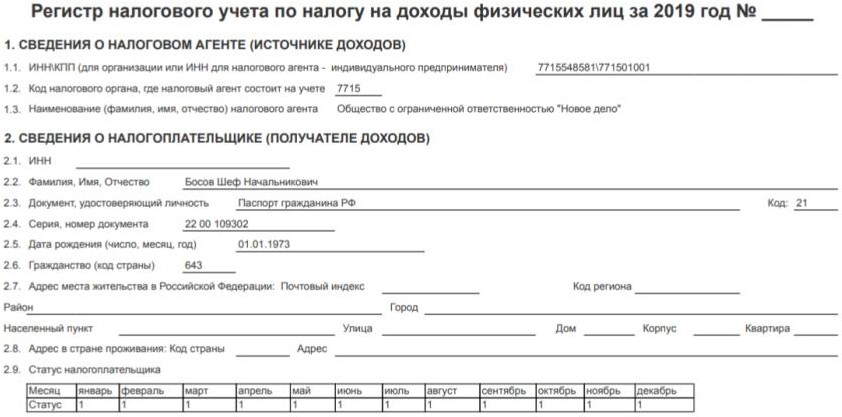 Регистр налогового учета по налогу на доходы физических лиц за 2019 год № _____
1. СВЕДЕНИЯ О НАЛОГОВОМ АГЕНТЕ (ИСТОЧНИКЕ ДОХОДОВ)
1.1. ИНН\КПП (для организации или ИНН для налогового агента - индивидуального предпринимателя) 7715548581\771501001
1.2. Код налогового органа, где налоговый агент состоит на учете 7715
1.3. Наименование (фамилия, имя, отчество) налогового агента Общество с ограниченной ответственностью "Новое дело"
2. СВЕДЕНИЯ О НАЛОГОПЛАТЕЛЬЩИКЕ (ПОЛУЧАТЕЛЕ ДОХОДОВ)
2.1. ИНН
2.2. Фамилия, Имя, Отчество Босов Шеф Начальникович
2.3. Документ, удостоверяющий личность Паспорт гражданина РФ Код: 21
2.4. Серия, номер документа 22 00 109302
2.5. Дата рождения (число, месяц, год) 01.01.1973
2.6. Гражданство (код страны) 643
2.7. Адрес места жительства в Российской Федерации: Почтовый индекс Код региона
Район Город
Населенный пункт Улица Дом Корпус Квартира
2.8. Адрес в стране проживания: Код страны Адрес
2.9. Статус налогоплательщика
Месяц январь февраль март апрель май июнь июль август сентябрь октябрь ноябрь декабрь
Статус 1 1 1 1 1 1 1 1 1 1 1 1